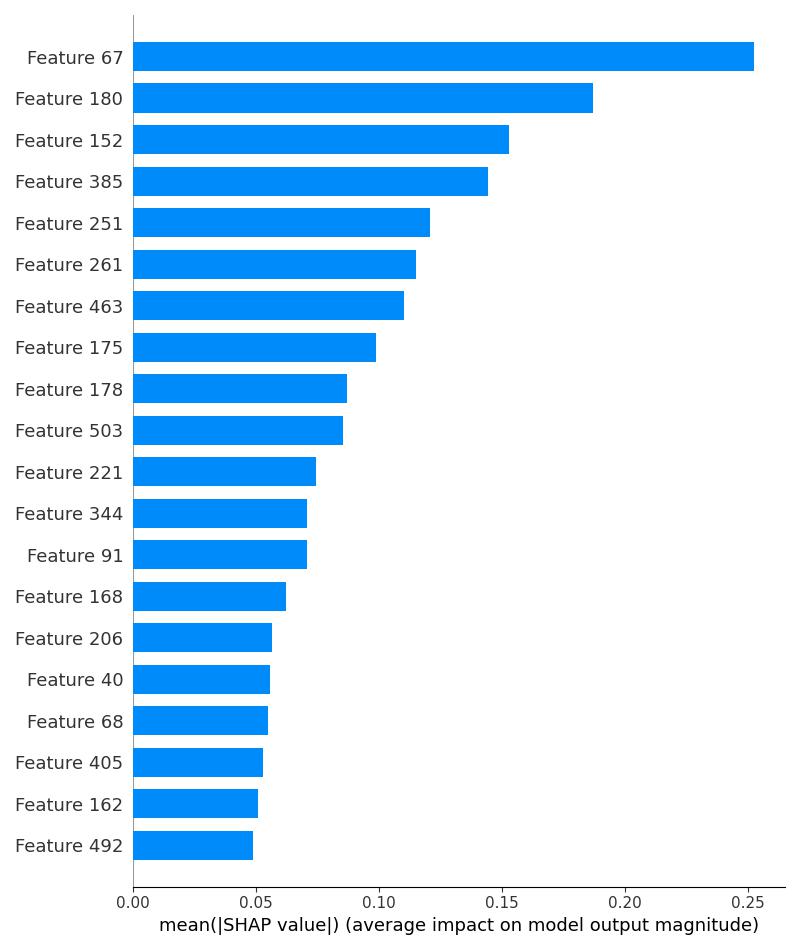 Feature 67
Feature 180
Feature 152
Feature 385
Feature 251
Feature 261
Feature 463
Feature 175
Feature 178
Feature 503
Feature 221
Feature 344
Feature 91
Feature 168
Feature 206
Feature 40
Feature 68
Feature 405
Feature 162
Feature 492
0.00 0.05 0.10 0.15 0.20 0.25
mean(|SHAP value|) (average impact on model output magnitude)